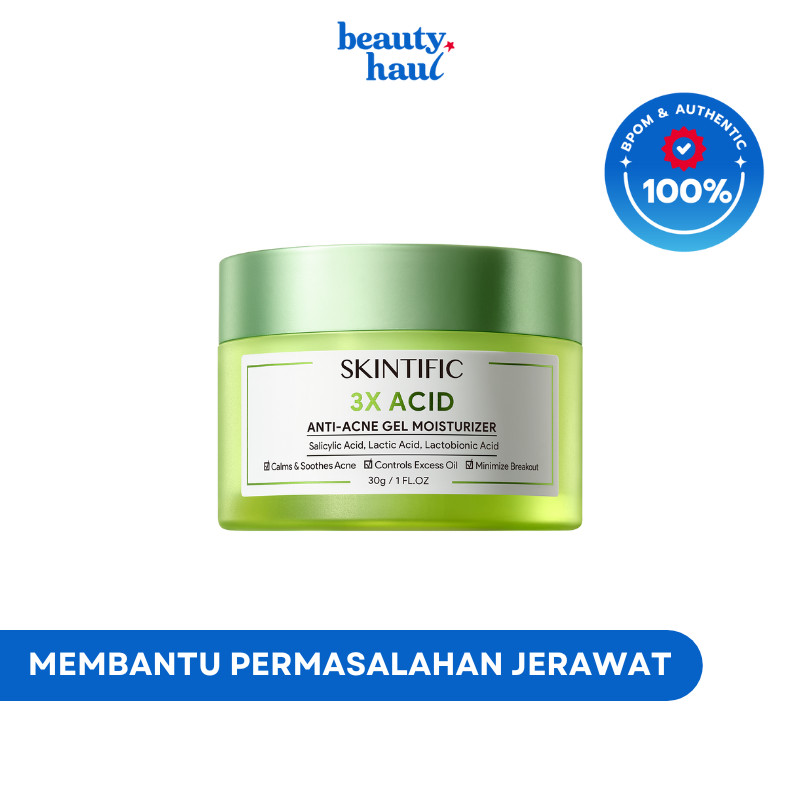 beauty
haul
BPOM & AUTHENTIC
100%
SKINTIFIC
3X ACID
ANTI-ACNE GEL MOISTURIZER
Salicylic Acid, Lactic Acid, Lactobionic Acid
Calms & Soothes Acne Controls Excess Oil Minimize Breakout
30g / 1 FL.OZ
MEMBANTU PERMASALAHAN JERAWAT